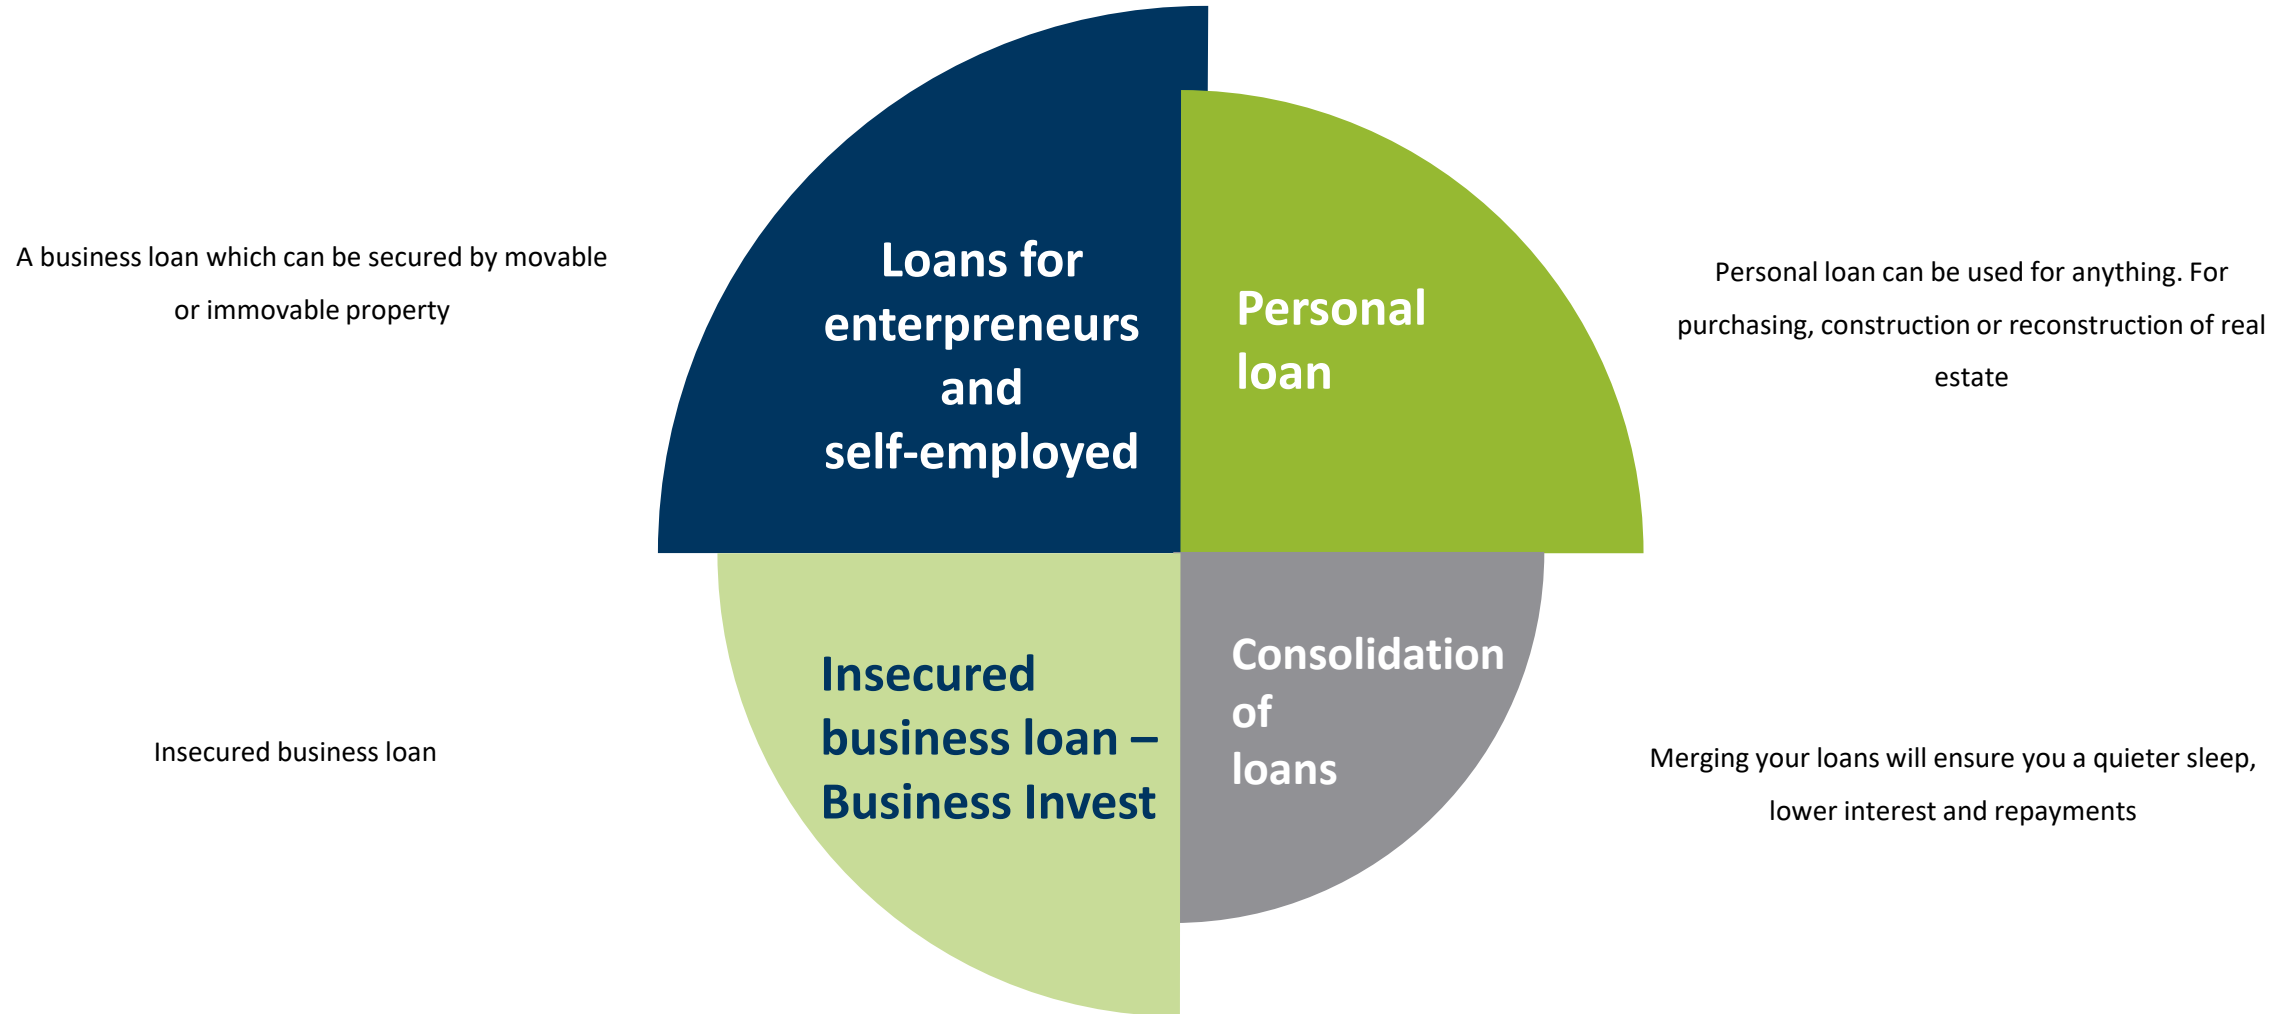 A business loan which can be secured by movable
or immovable property
Loans for
enterpreneurs
and
self-employed
Personal
loan
Personal loan can be used for anything. For
purchasing, construction or reconstruction of real
estate
Insecured business loan
Insecured
business loan –
Business Invest
Consolidation
of
loans
Merging your loans will ensure you a quieter sleep,
lower interest and repayments